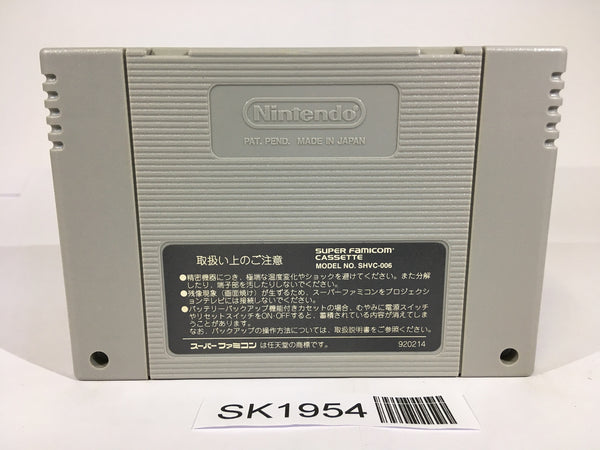 Nintendo
PAT. PEND. MADE IN JAPAN
取扱い上のご注意
SUPER FAMICOM
CASSETTE
MODEL NO. SHVC-006
●精密機器につき、極端な温度変化やショックを避けてください。また分解
したり、端子部を汚したりしないでください。
●残像現象（画面焼け）が生ずるため、スーパーファミコンをプロジェクシ
ョンテレビには接続しないでください。
●バッテリーバックアップ機能付きカセットの場合、むやみに電源スイッチ
やリセットスイッチをON・OFFすると、蓄積されている内容が消えてしま
うことがあります。
なお、バックアップの操作方法については、取扱説明書をご参照ください。
スーパーファミコン は任天堂の商標です。 920214
SK1954